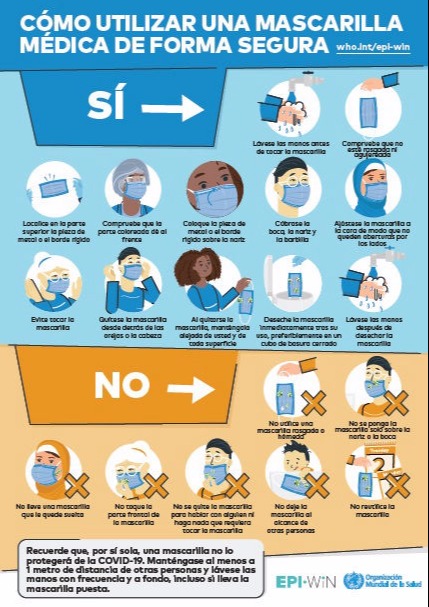 CÓMO UTILIZAR UNA MASCARILLA
MÉDICA DE FORMA SEGURA who.int/epi-win
SÍ
Lávese las manos antes
de tocar la mascarilla
Compruebe que no
esté rasgada ni
agujereada
Localice en la parte
superior la pieza de
metal o el borde rígido
Compruebe que la
parte coloreada dé al
frente
Coloque la pieza de
metal o el borde
rígido sobre la nariz
Cúbrase la
boca, la nariz y
la barbilla
Ajústese la mascarilla a
la cara de modo que no
queden aberturas por
los lados
Evite tocar la
mascarilla
Quítese la mascarilla
desde detrás de las
orejas o la cabeza
Al quitarse la
mascarilla, manténgala
alejada de usted y de
toda superficie
Deseche la mascarilla
inmediatamente tras su
uso, preferiblemente en un
cubo de basura cerrado
Lávese las manos
después de
desechar la
mascarilla
NO
No utilice una
mascarilla rasgada o
húmeda
No se ponga la
mascarilla solo sobre la
nariz o la boca
No lleve una mascarilla
que le quede suelta
No toque la
parte frontal de
la mascarilla
No se quite la mascarilla
para hablar con alguien ni
haga nada que requiera
tocar la mascarilla
No deje la
mascarilla al
alcance de
otras personas
No reutilice la
mascarilla
Recuerde que, por sí sola, una mascarilla no lo
protegerá de la COVID-19. Manténgase al menos a
1 metro de distancia de otras personas y lávese las
manos con frecuencia y a fondo, incluso si lleva la
mascarilla puesta.
EPI-WiN
Organización
Mundial de la Salud